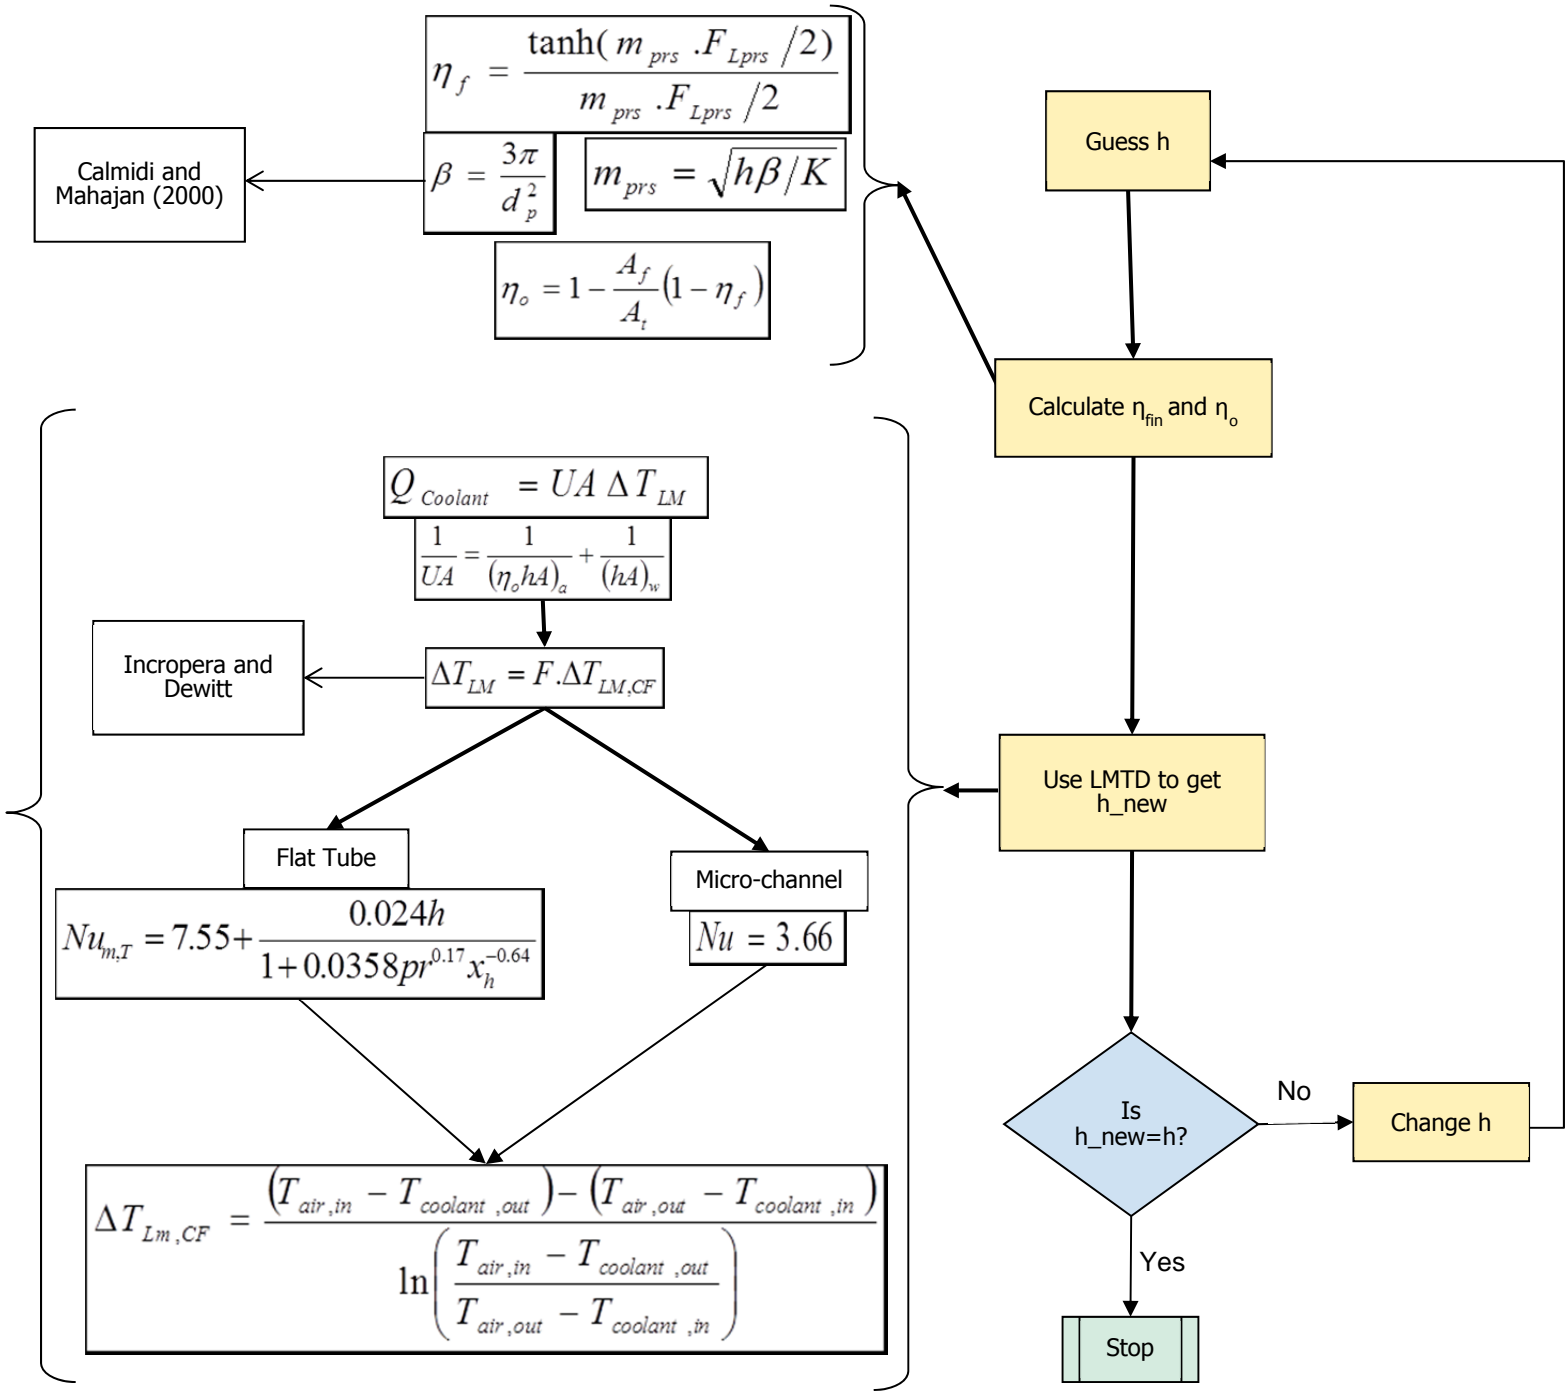 η_f = tanh( m_prs .F_Lprs /2) / m_prs .F_Lprs /2
Calmidi and
Mahajan (2000)
β = 3π / d_p^2
m_prs = √hβ/K
η_o = 1 − A_f / A_t (1 − η_f)
Q_Coolant = UA Δ T_LM
1/UA = 1/(η_o hA)_a + 1/(hA)_w
Incropera and
Dewitt
ΔT_LM = F.ΔT_LM,CF
Flat Tube
Nu_m,T = 7.55+ 0.024h / 1+0.0358pr^0.17 x_h^−0.64
Micro-channel
Nu = 3.66
ΔT_Lm,CF = (T_air,in − T_coolant,out) − (T_air,out − T_coolant,in) / ln( T_air,in − T_coolant,out / T_air,out − T_coolant,in )
Guess h
Calculate η_fin and η_o
Use LMTD to get
h_new
Is
h_new=h?
No
Change h
Yes
Stop